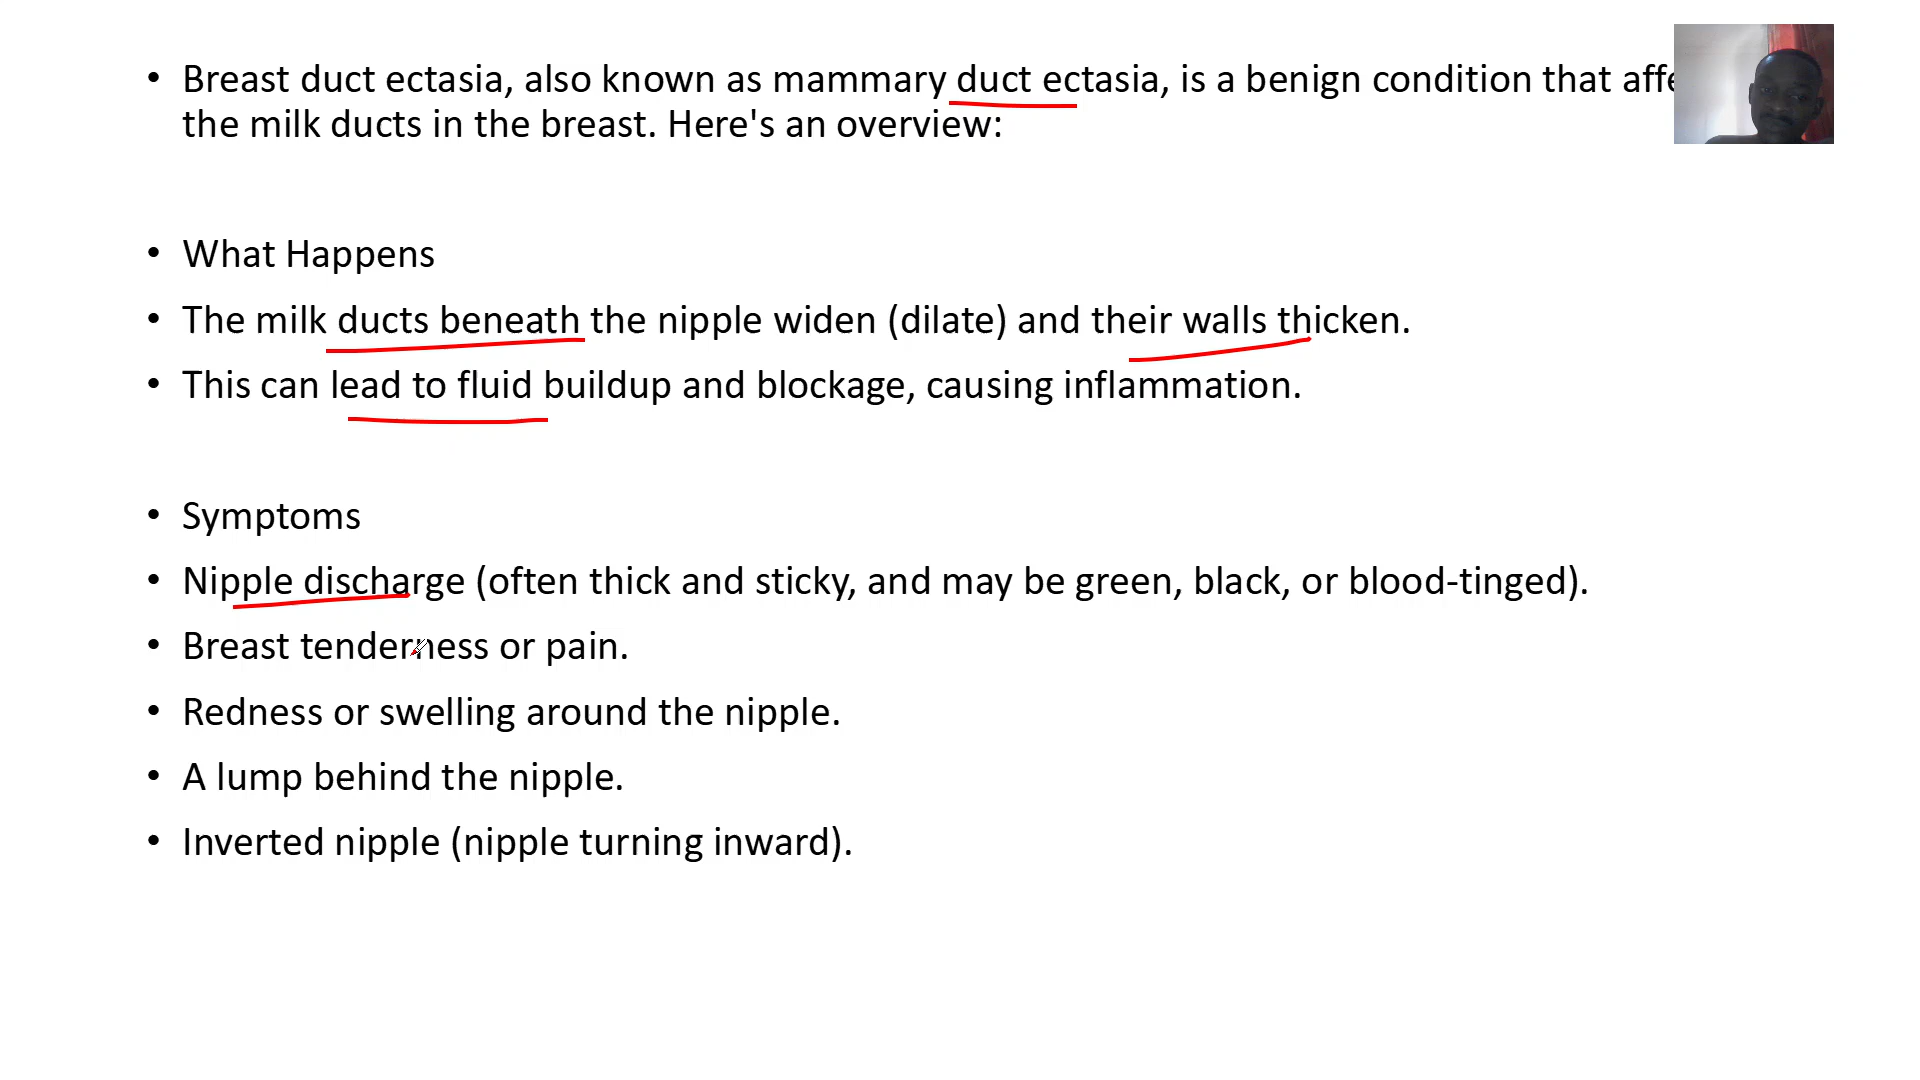 • Breast duct ectasia, also known as mammary duct ectasia, is a benign condition that
the milk ducts in the breast. Here's an overview:
• What Happens
• The milk ducts beneath the nipple widen (dilate) and their walls thicken.
• This can lead to fluid buildup and blockage, causing inflammation.
• Symptoms
• Nipple discharge (often thick and sticky, and may be green, black, or blood-tinged).
• Breast tenderness or pain.
• Redness or swelling around the nipple.
• A lump behind the nipple.
• Inverted nipple (nipple turning inward).